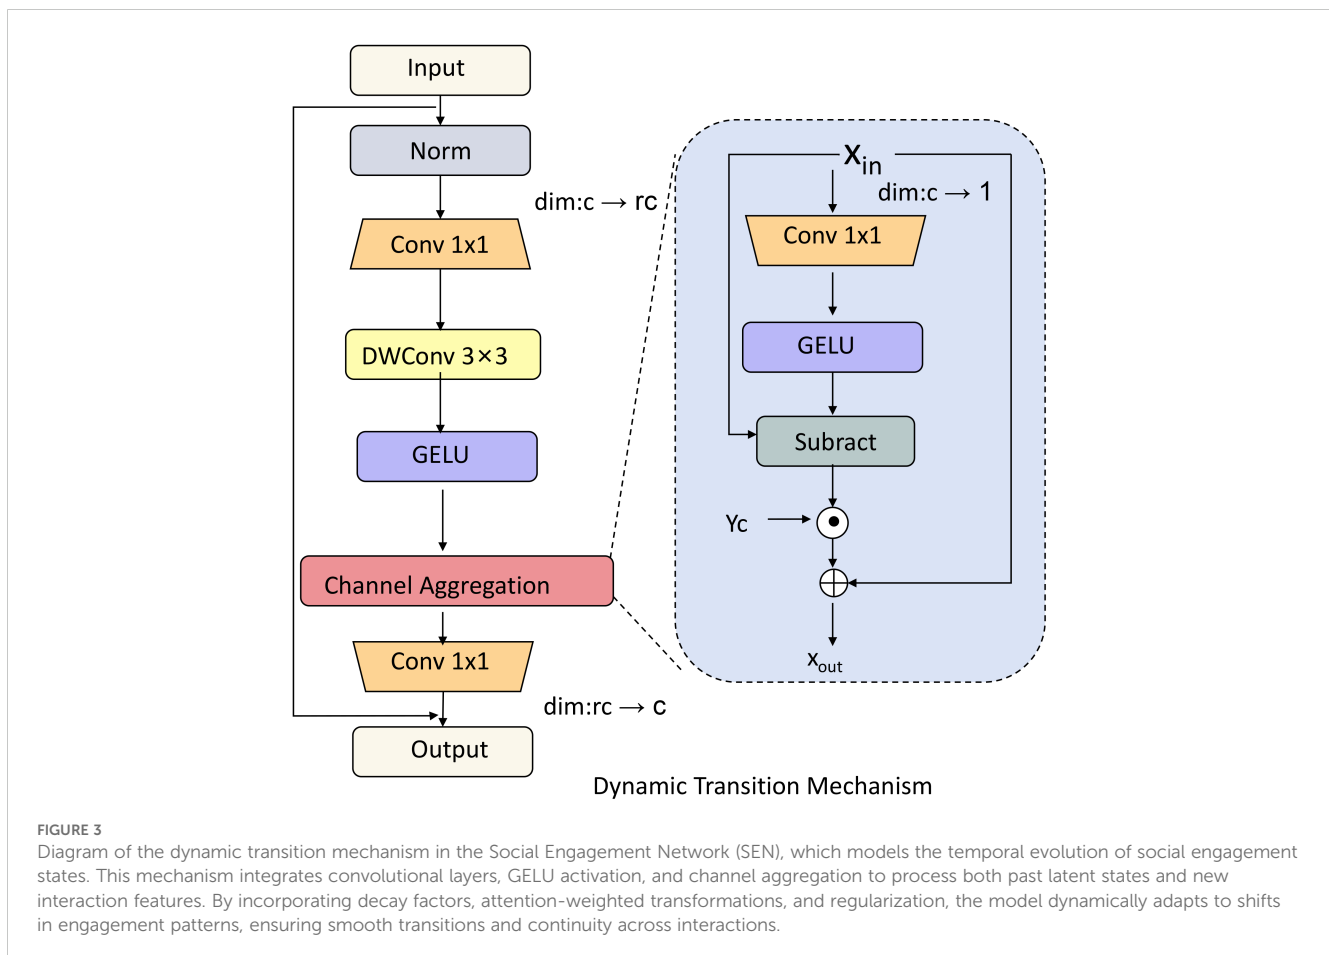 Input
Norm
dim:c → rc
Conv 1x1
DWConv 3×3
GELU
Channel Aggregation
Conv 1x1
dim:rc → c
Output
xin
dim:c → 1
Conv 1x1
GELU
Subract
Yc
xout
Dynamic Transition Mechanism
FIGURE 3
Diagram of the dynamic transition mechanism in the Social Engagement Network (SEN), which models the temporal evolution of social engagement
states. This mechanism integrates convolutional layers, GELU activation, and channel aggregation to process both past latent states and new
interaction features. By incorporating decay factors, attention-weighted transformations, and regularization, the model dynamically adapts to shifts
in engagement patterns, ensuring smooth transitions and continuity across interactions.